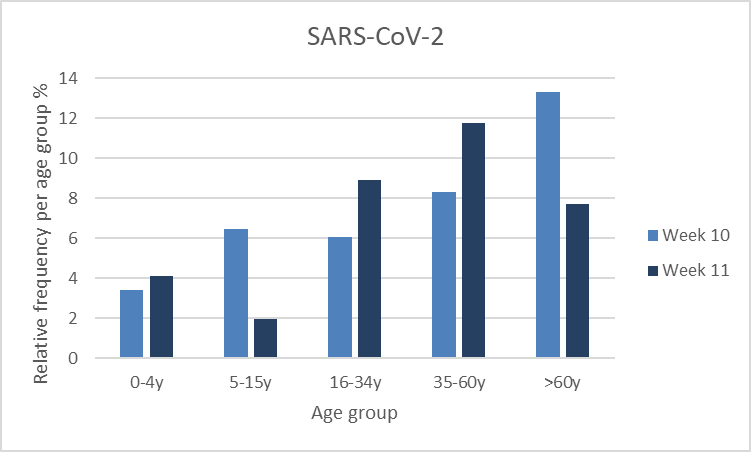 SARS-CoV-2
Relative frequency per age group %
14
12
10
8
6
4
2
0
0-4y
5-15y
16-34y
35-60y
>60y
Age group
Week 10
Week 11